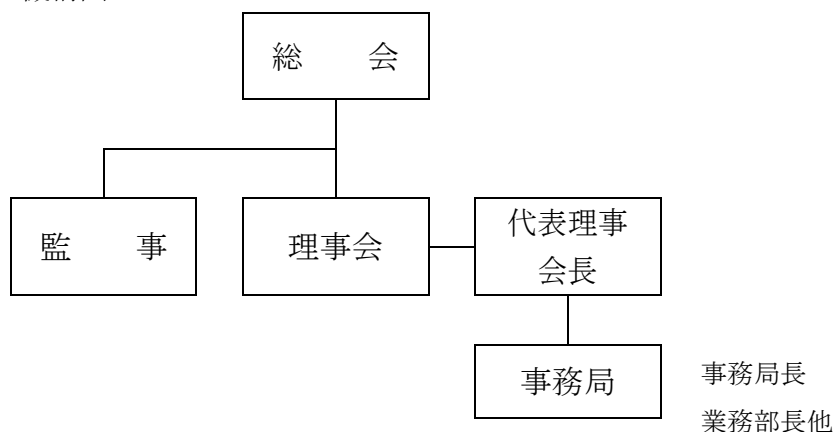 総　　会
監　　事
理事会
代表理事
会長
事務局
事務局長
業務部長他